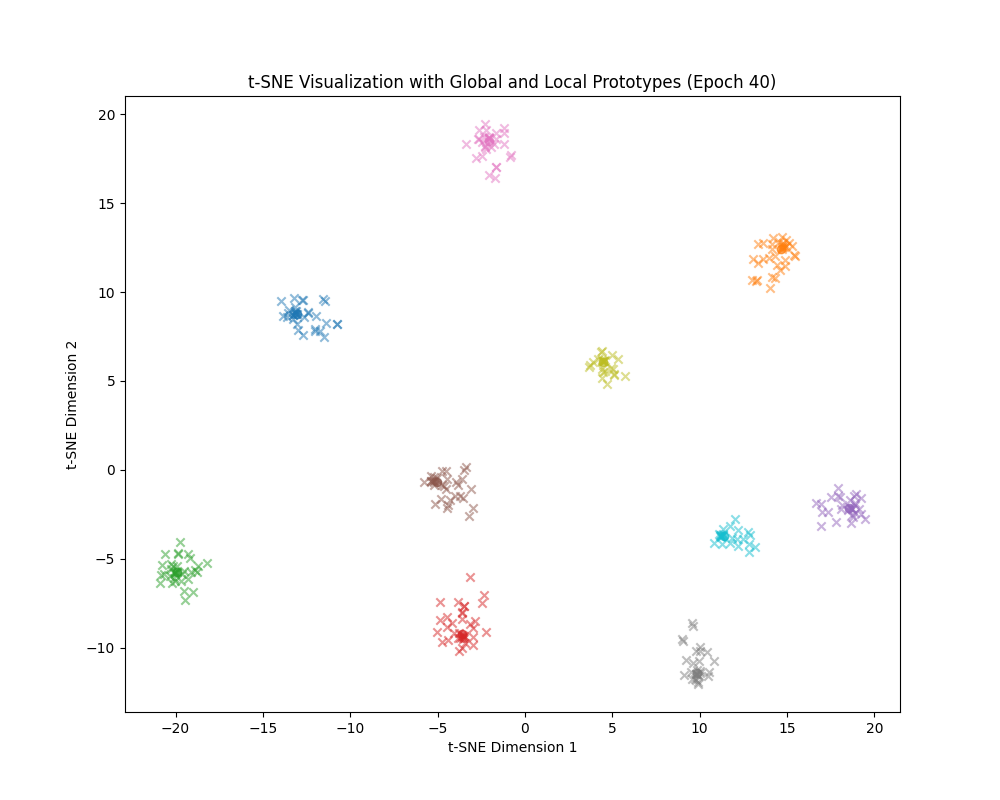 t-SNE Visualization with Global and Local Prototypes (Epoch 40)
20
15
10
5
0
−5
−10
t-SNE Dimension 2
−20 −15 −10 −5 0 5 10 15 20
t-SNE Dimension 1